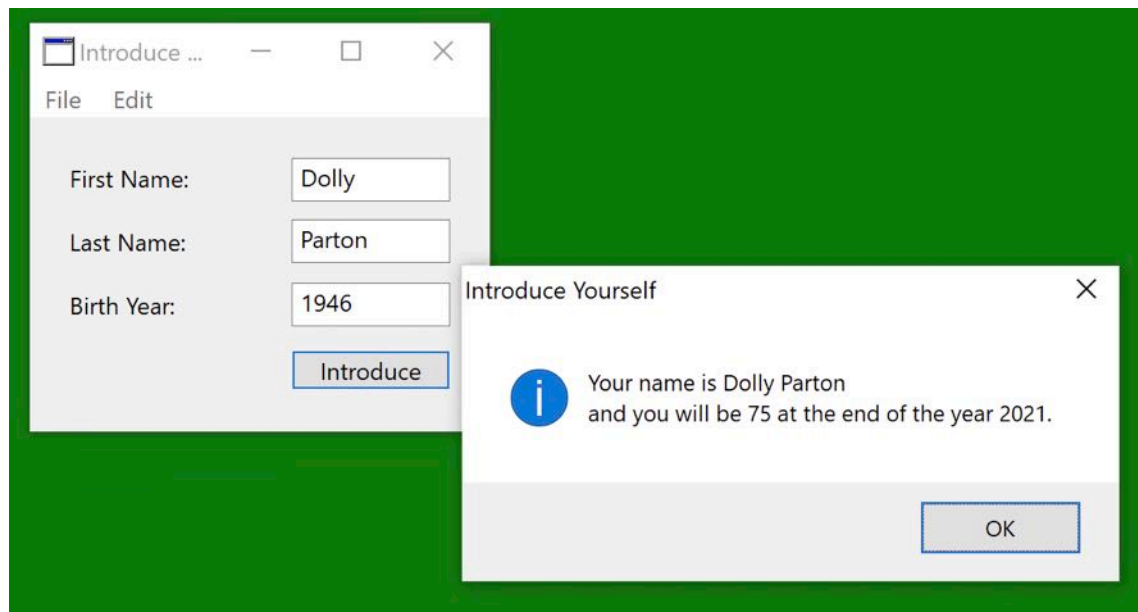 Introduce ...
File Edit
First Name: Dolly
Last Name: Parton
Birth Year: 1946
Introduce
Introduce Yourself
Your name is Dolly Parton
and you will be 75 at the end of the year 2021.
OK